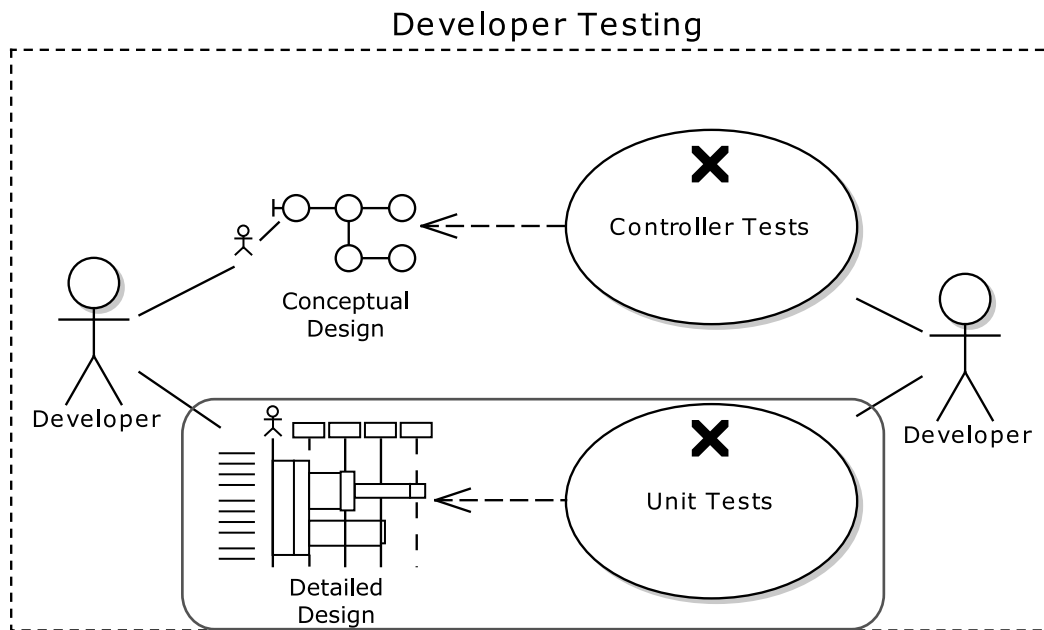 Developer Testing
Controller Tests
Conceptual
Design
Developer
Developer
Unit Tests
Detailed
Design